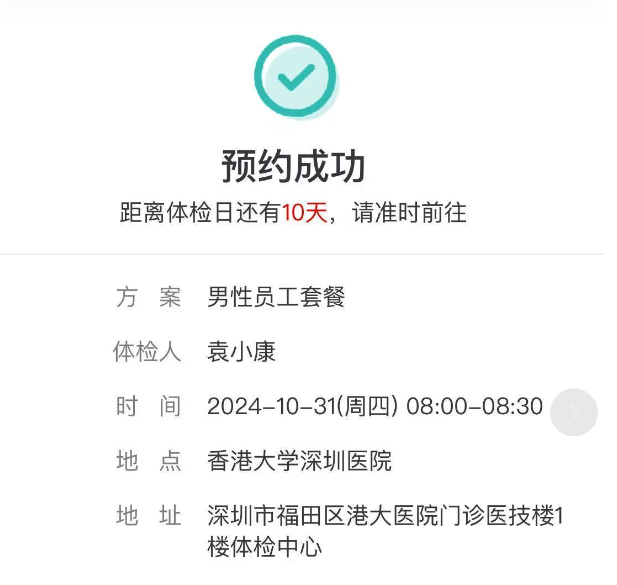 预约成功
距离体检日还有10天，请准时前往
方 案 男性员工套餐
体检人 袁小康
时 间 2024-10-31(周四) 08:00-08:30
地 点 香港大学深圳医院
地 址 深圳市福田区港大医院门诊医技楼1
楼体检中心